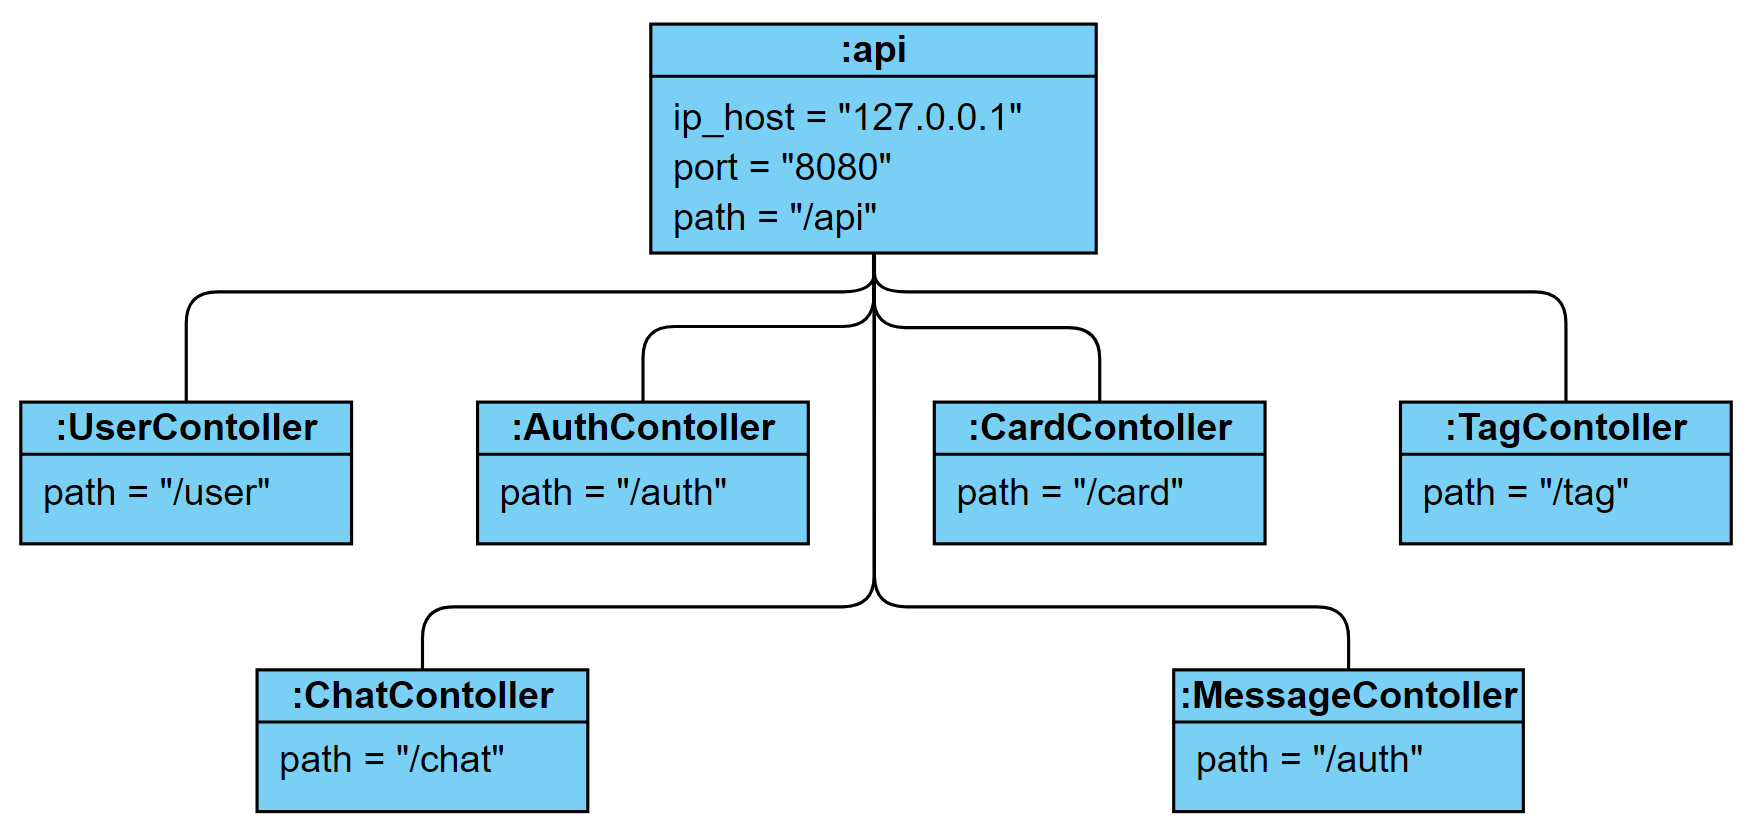 :api
ip_host = "127.0.0.1"
port = "8080"
path = "/api"
:UserContoller
path = "/user"
:AuthContoller
path = "/auth"
:CardContoller
path = "/card"
:TagContoller
path = "/tag"
:ChatContoller
path = "/chat"
:MessageContoller
path = "/auth"